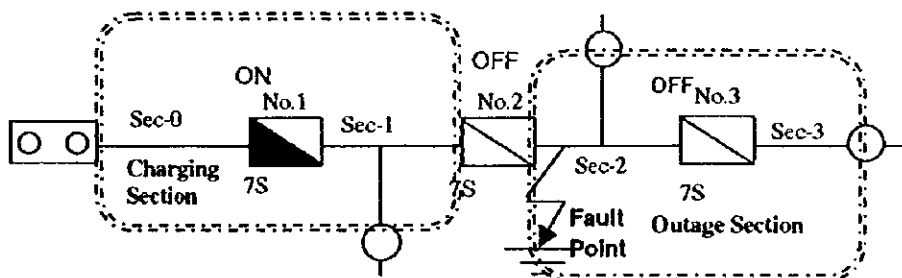 ON
No.1
Sec-0
Sec-1
Charging
Section
7S
OFF
No.2
7S
OFF
No.3
Sec-2
Sec-3
7S
Fault
Point
Outage Section